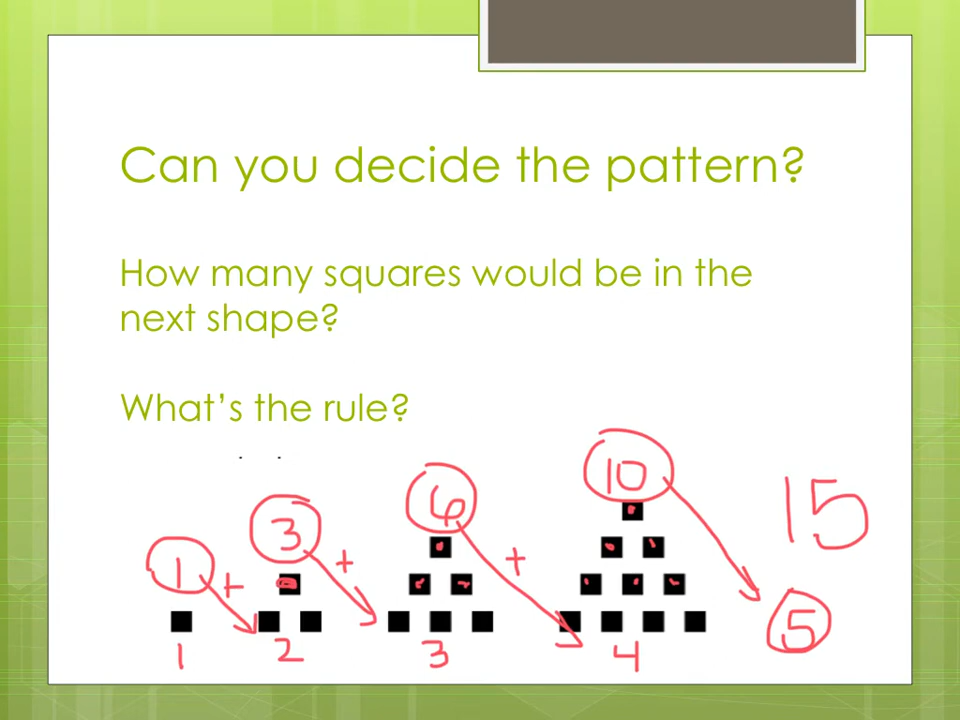 Can you decide the pattern?
How many squares would be in the
next shape?
What's the rule?
1 + 3 + 6 + 10 15
1 2 3 4 5